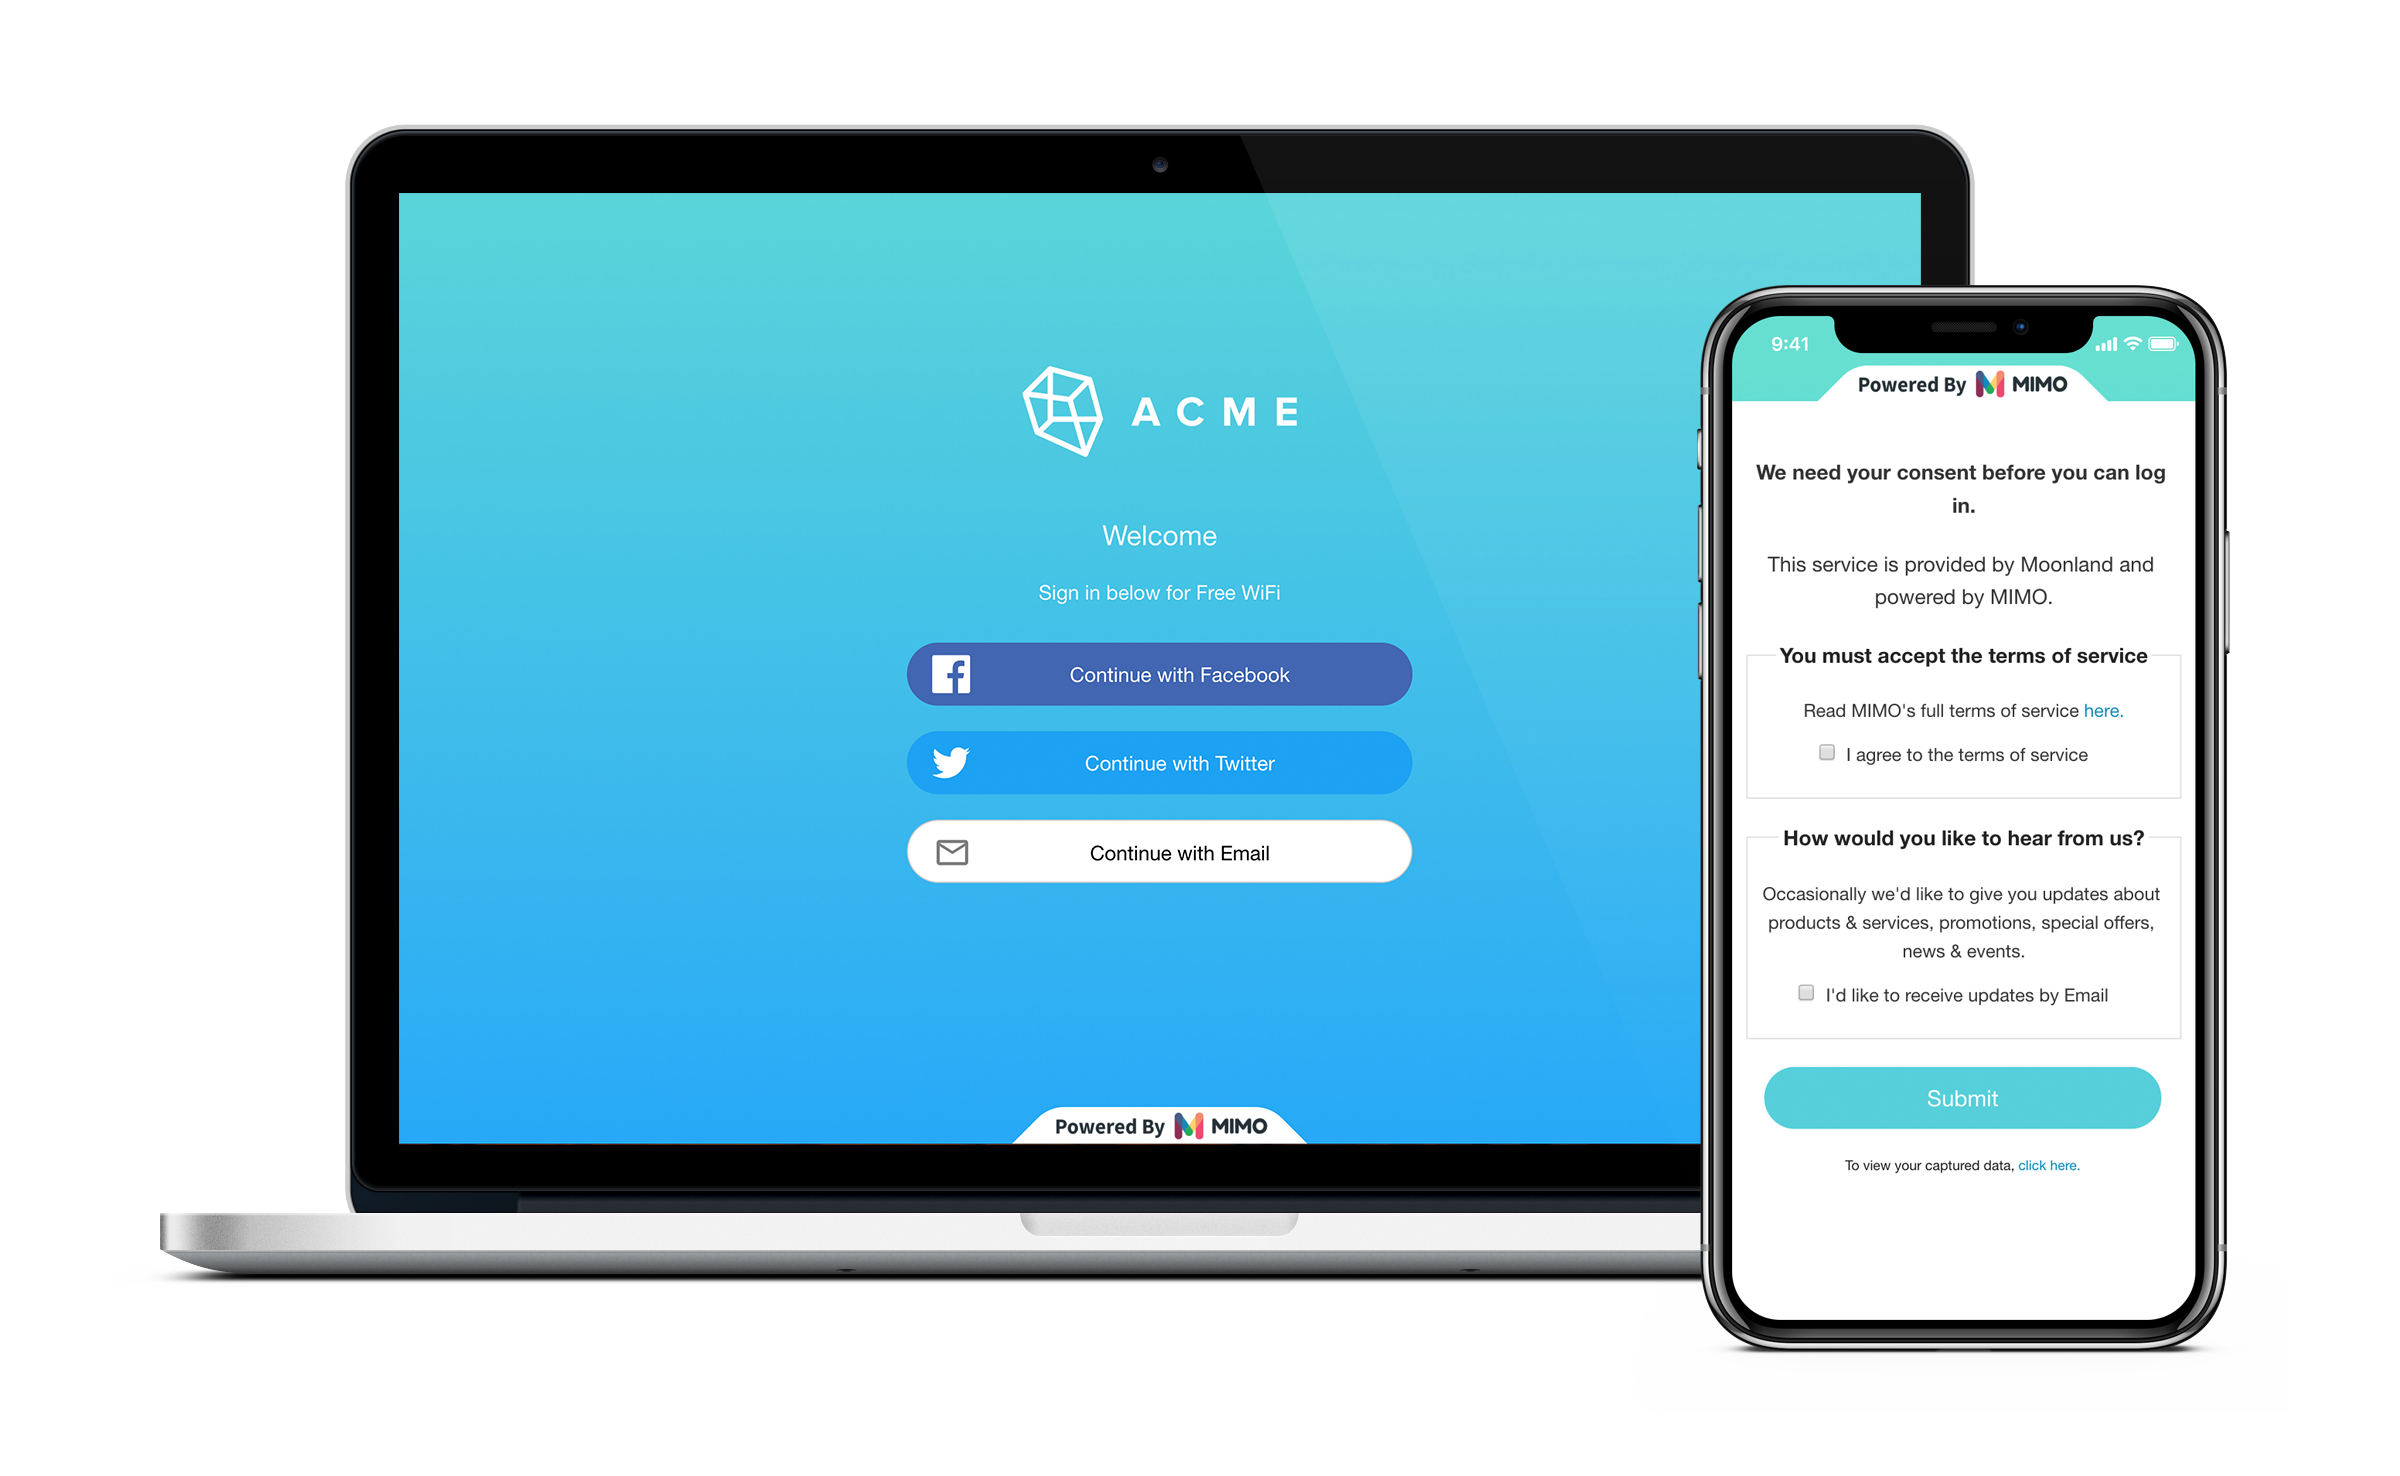 ACME
Welcome
Sign in below for Free WiFi
Continue with Facebook
Continue with Twitter
Continue with Email
Powered By MIMO
9:41
Powered By MIMO
We need your consent before you can log
in.
This service is provided by Moonland and
powered by MIMO.
You must accept the terms of service
Read MIMO's full terms of service here.
I agree to the terms of service
How would you like to hear from us?
Occasionally we'd like to give you updates about
products & services, promotions, special offers,
news & events.
I'd like to receive updates by Email
Submit
To view your captured data, click here.